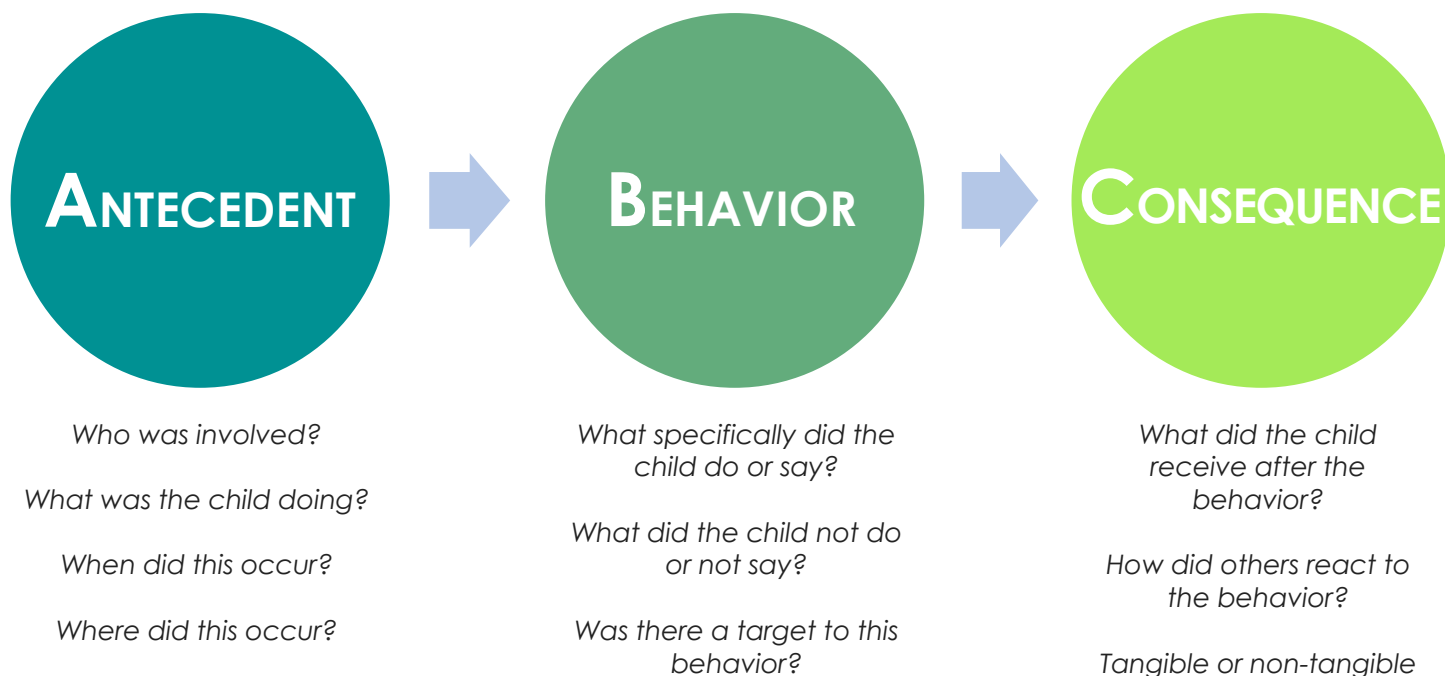 ANTECEDENT
BEHAVIOR
CONSEQUENCE
Who was involved?
What was the child doing?
When did this occur?
Where did this occur?
What specifically did the
child do or say?
What did the child not do
or not say?
Was there a target to this
behavior?
What did the child
receive after the
behavior?
How did others react to
the behavior?
Tangible or non-tangible